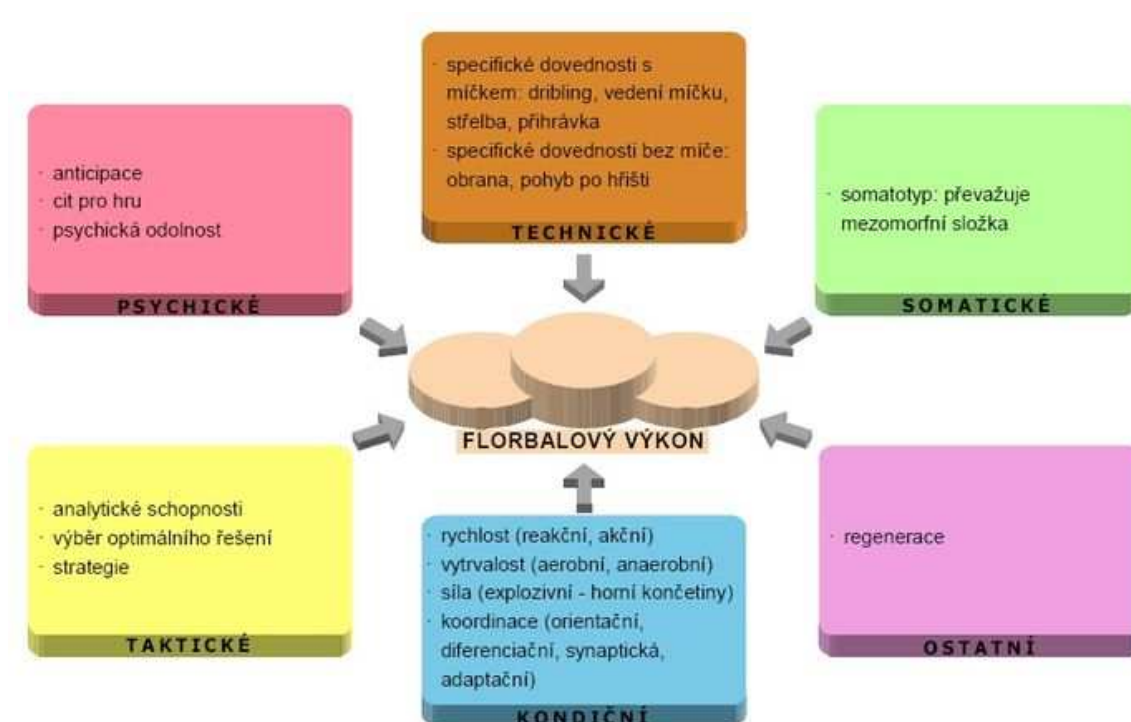 · specifické dovednosti s
míčkem: dribling, vedení míčku,
střelba, přihrávka
· specifické dovednosti bez míče:
obrana, pohyb po hřišti
TECHNICKÉ
· anticipace
· cit pro hru
· psychická odolnost
PSYCHICKÉ
· somatotyp: převažuje
mezomorfní složka
SOMATICKÉ
FLORBALOVÝ VÝKON
· analytické schopnosti
· výběr optimálního řešení
· strategie
TAKTICKÉ
· rychlost (reakční, akční)
· vytrvalost (aerobní, anaerobní)
· síla (explozivní - horní končetiny)
· koordinace (orientační,
diferenciační, synaptická,
adaptační)
KONDIČNÍ
· regenerace
OSTATNÍ